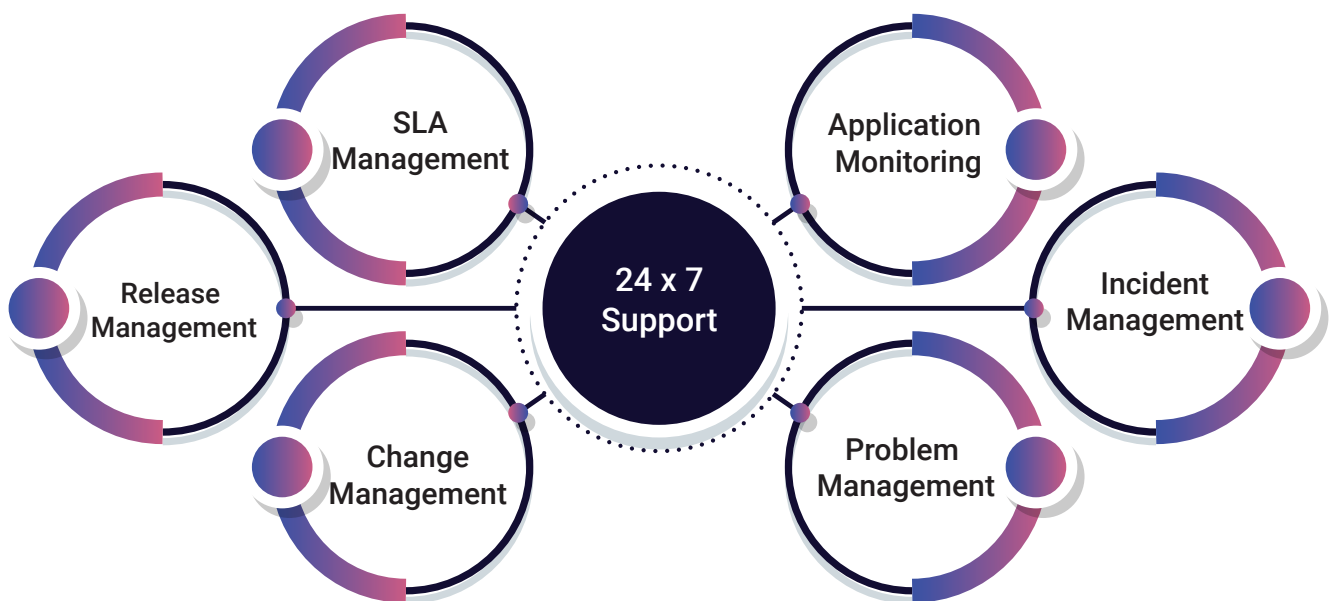 SLA
Management
Application
Monitoring
Release
Management
24 x 7
Support
Incident
Management
Change
Management
Problem
Management